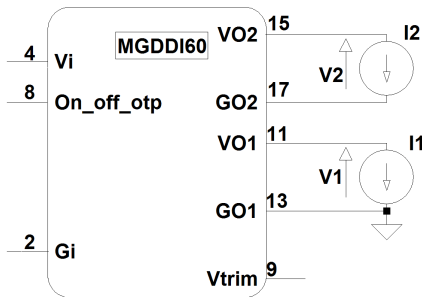 MGDDI60
15
VO2
I2
4
Vi
V2
8
On_off_otp
17
GO2
11
VO1
I1
V1
13
GO1
2
Gi
Vtrim
9